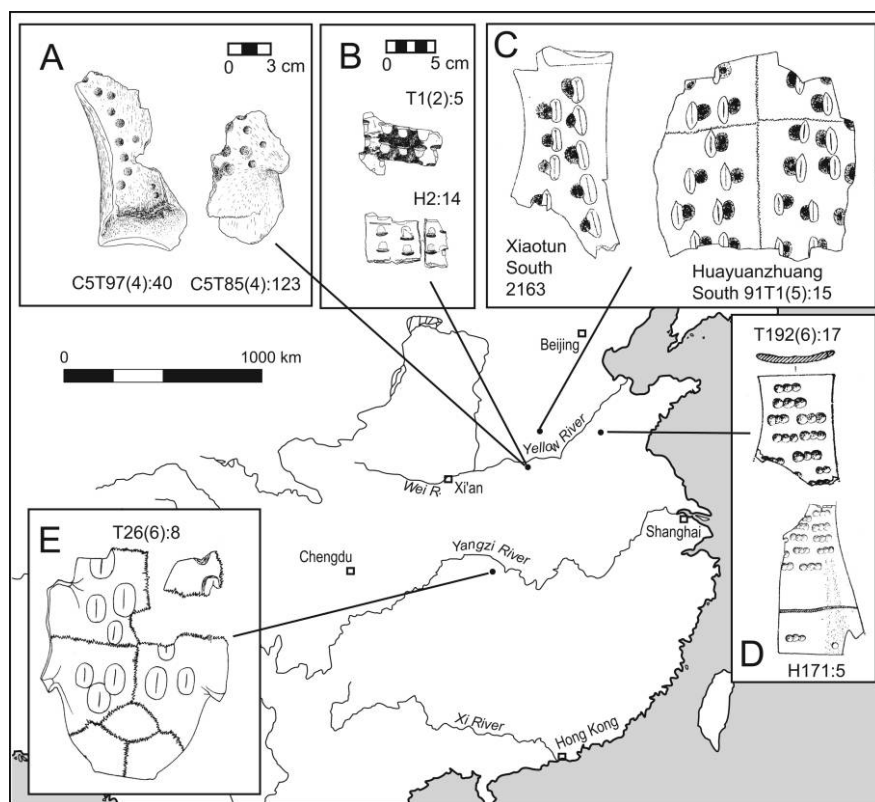 A
0 3 cm
C5T97(4):40
C5T85(4):123
B
0 5 cm
T1(2):5
H2:14
C
Xiaotun
South
2163
Huayuanzhuang
South 91T1(5):15
0 1000 km
Beijing
Yellow River
Wei R.
Xi'an
Chengdu
Yangzi River
Shanghai
Xi River
Hong Kong
T192(6):17
D
H171:5
E
T26(6):8